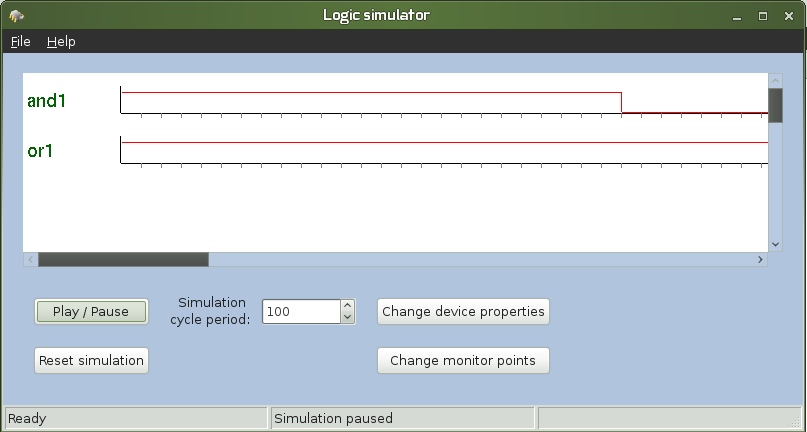 Logic simulator
File Help
and1
or1
Play / Pause
Simulation
cycle period:
100
Change device properties
Reset simulation
Change monitor points
Ready
Simulation paused